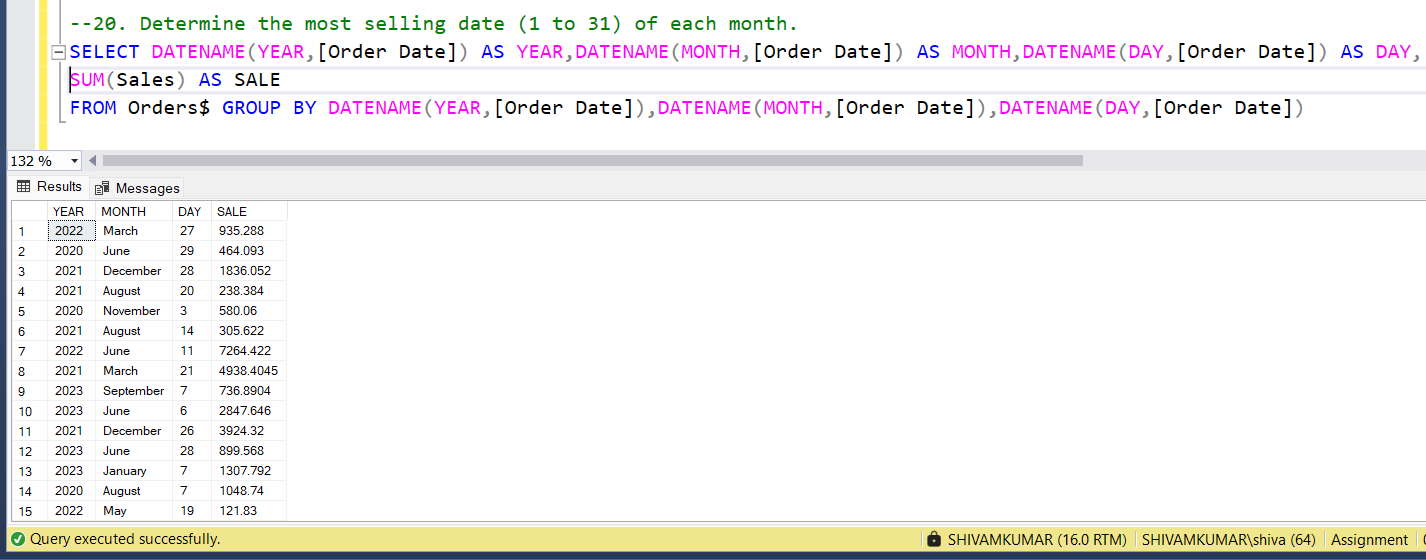 --20. Determine the most selling date (1 to 31) of each month.
SELECT DATENAME(YEAR,[Order Date]) AS YEAR,DATENAME(MONTH,[Order Date]) AS MONTH,DATENAME(DAY,[Order Date]) AS DAY,
SUM(Sales) AS SALE
FROM Orders$ GROUP BY DATENAME(YEAR,[Order Date]),DATENAME(MONTH,[Order Date]),DATENAME(DAY,[Order Date])
132 %
Results Messages
YEAR MONTH DAY SALE
1 2022 March 27 935.288
2 2020 June 29 464.093
3 2021 December 28 1836.052
4 2021 August 20 238.384
5 2020 November 3 580.06
6 2021 August 14 305.622
7 2022 June 11 7264.422
8 2021 March 21 4938.4045
9 2023 September 7 736.8904
10 2023 June 6 2847.646
11 2021 December 26 3924.32
12 2023 June 28 899.568
13 2023 January 7 1307.792
14 2020 August 7 1048.74
15 2022 May 19 121.83
Query executed successfully. SHIVAMKUMAR (16.0 RTM) SHIVAMKUMAR\shiva (64) Assignment